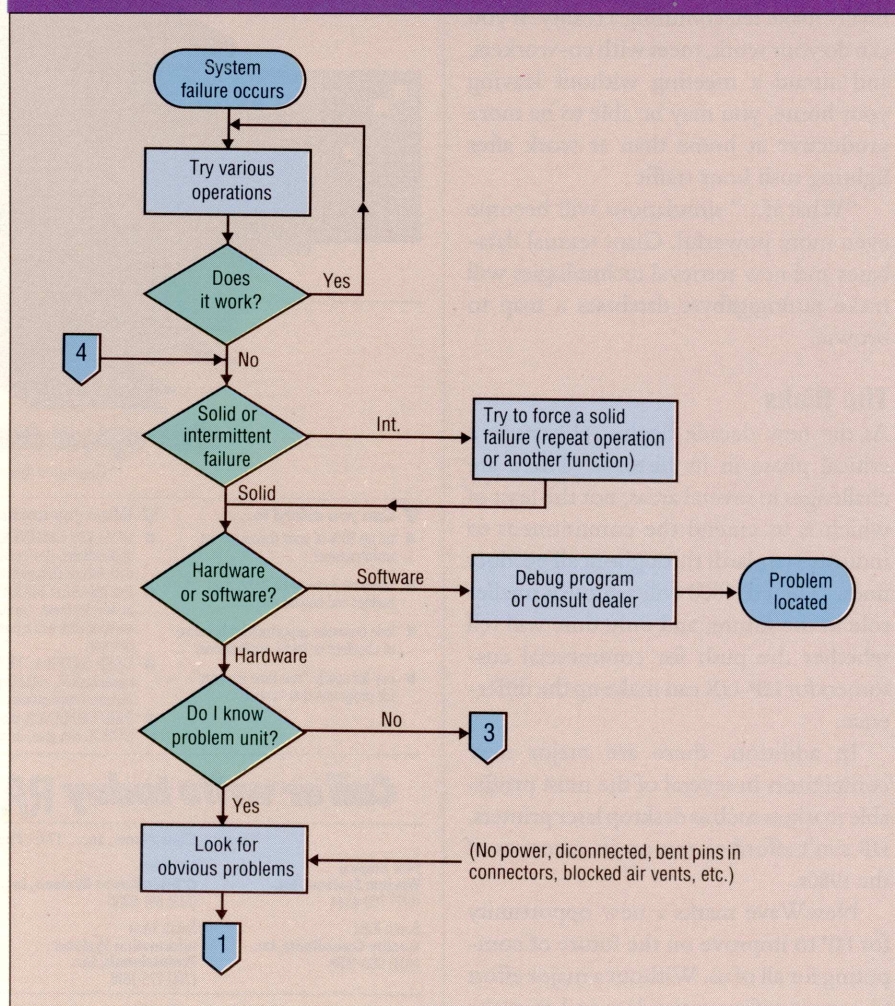 System
failure occurs
Try various
operations
Does
it work?
Yes
4
No
Solid or
intermittent
failure
Int.
Try to force a solid
failure (repeat operation
or another function)
Solid
Hardware
or software?
Software
Debug program
or consult dealer
Problem
located
Hardware
Do I know
problem unit?
No
3
Yes
Look for
obvious problems
(No power, diconnected, bent pins in
connectors, blocked air vents, etc.)
1